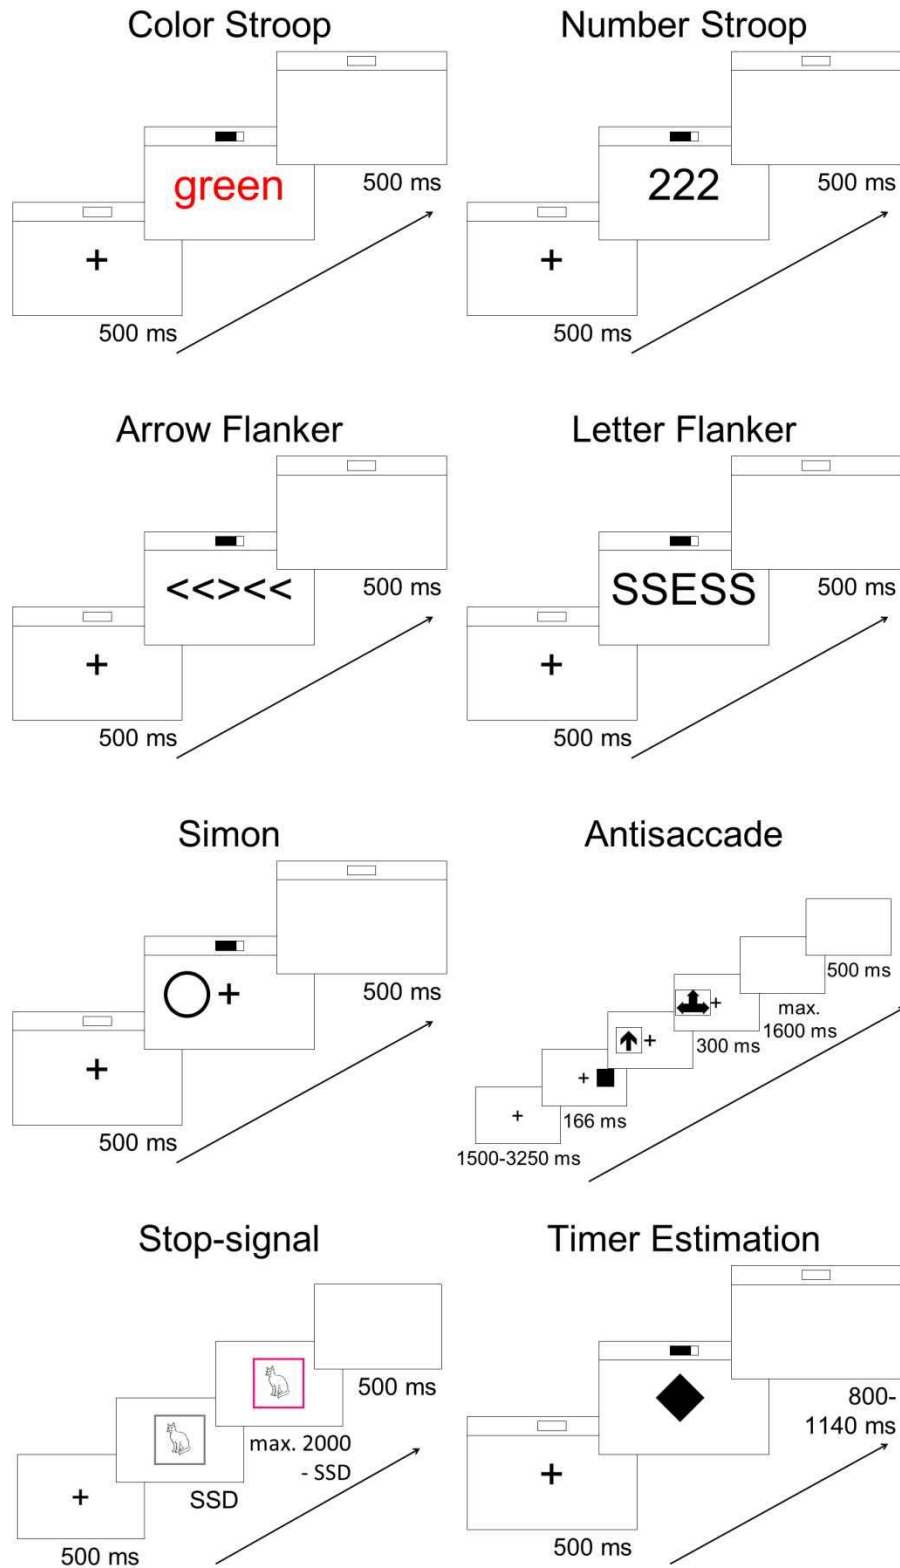 Color Stroop
500 ms
green
500 ms
Number Stroop
500 ms
222
500 ms
Arrow Flanker
500 ms
<<><<
500 ms
Letter Flanker
500 ms
SSESS
500 ms
Simon
500 ms
500 ms
Antisaccade
500 ms
max.
1600 ms
300 ms
166 ms
1500-3250 ms
Stop-signal
500 ms
max. 2000
- SSD
SSD
500 ms
Timer Estimation
800-
1140 ms
500 ms